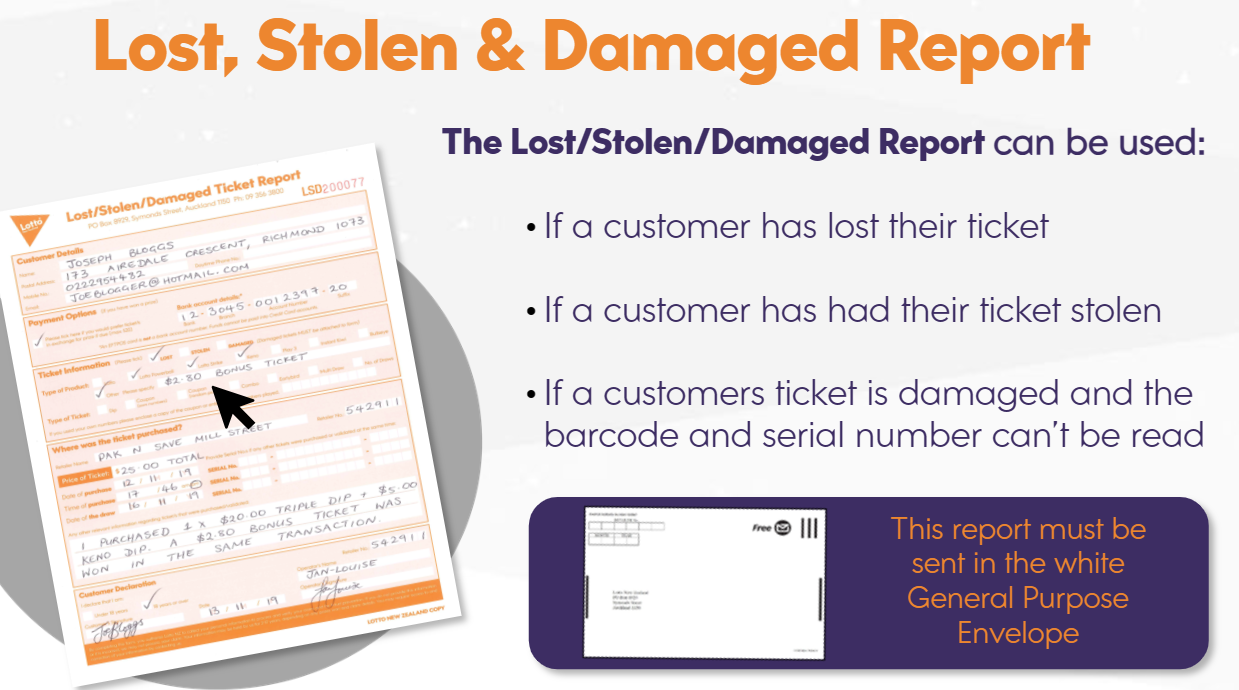 Lost, Stolen & Damaged Report
The Lost/Stolen/Damaged Report can be used:
• If a customer has lost their ticket
• If a customer has had their ticket stolen
• If a customers ticket is damaged and the
barcode and serial number can't be read
This report must be
sent in the white
General Purpose
Envelope
Free
Lotto
Lost/Stolen/Damaged Ticket Report
PO Box 8929, Symonds Street, Auckland 1150 Ph: 09 356 3800
LSD200077
Customer Details
JOSEPH BLOGGS
173 AIREDALE CRESCENT, RICHMOND 1073
0222954482
JOEBLOGGER@HOTMAIL.COM
Payment Options
Bank account details:*
12-3045-0012397-20
Ticket Information
LOST
STOLEN
DAMAGED
Type of Product:
$2.80 BONUS TICKET
Type of Ticket:
Where was the ticket purchased?
PAK N SAVE MILL STREET
542911
Price of Ticket:
$25.00 TOTAL
Date of purchase
12 / 11 / 19
SERIAL No.
Time of purchase
17 / 46
SERIAL No.
Date of the draw
16 / 11 / 19
1 PURCHASED 1 X $20.00 TRIPLE DIP + $5.00
KENO DIP. A $2.80 BONUS TICKET WAS
WON IN THE SAME TRANSACTION.
Customer Declaration
542911
JAN-LOUISE
13 / 11 / 19
JoeBloggs
LOTTO NEW ZEALAND COPY